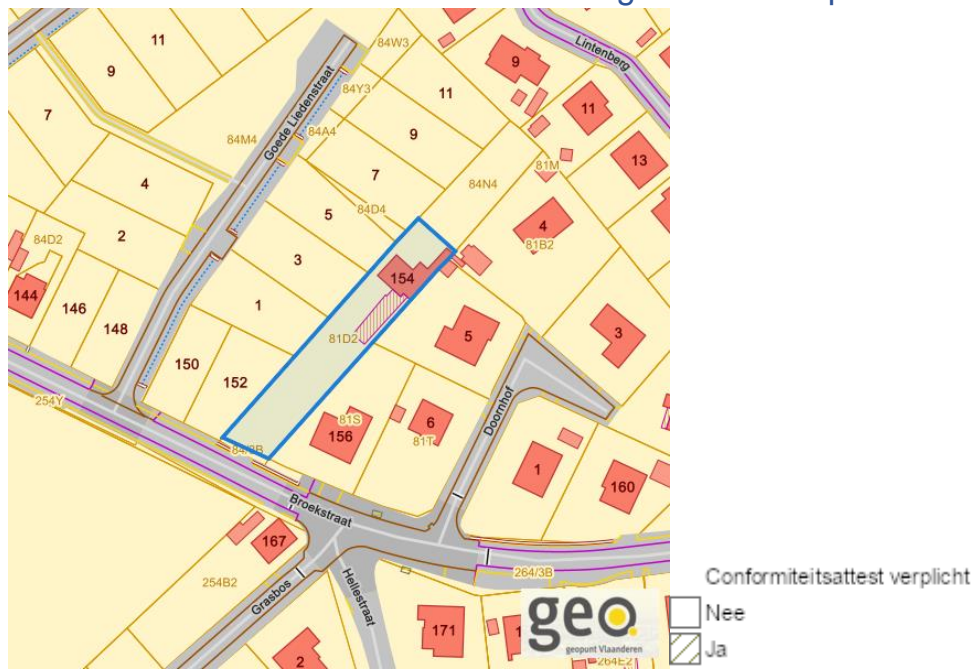 11
84W3
Lintenberg
9
9
84Y3
11
11
7
Goede Liedenstraat
84M4
84A4
9
13
81M
4
7
84N4
84D4
5
4
2
81B2
84D2
3
154
144
146
1
5
3
148
81D2
150
152
254Y
81S
6
156
81T
Doornhof
84/2B
1
160
Broekstraat
167
264/3B
254B2
Grasbos
Hellestraat
171
2
264E2
geo.
geopunt Vlaanderen
Conformiteitsattest verplicht
Nee
Ja